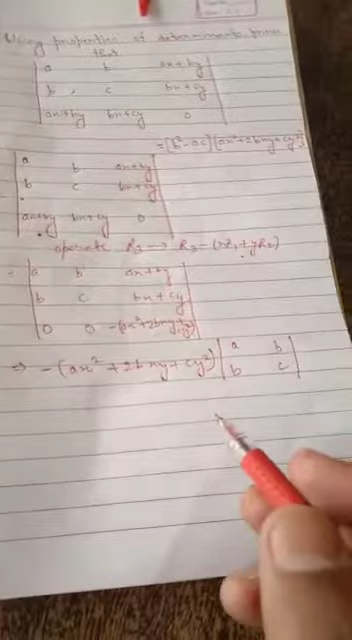 Using properties of determinants prove
that
a b ax+by
b c bx+cy
ax+by bx+cy 0
= (b²-ac)(ax²+2bxy+cy²)
a b ax+by
b c bx+cy
ax+by bx+cy 0
operate R₃ → R₃-(xR₁+yR₂)
= a b ax+by
b c bx+cy
0 0 -(ax²+2bxy+cy²)
⇒ -(ax²+2bxy+cy²) | a b |
b c